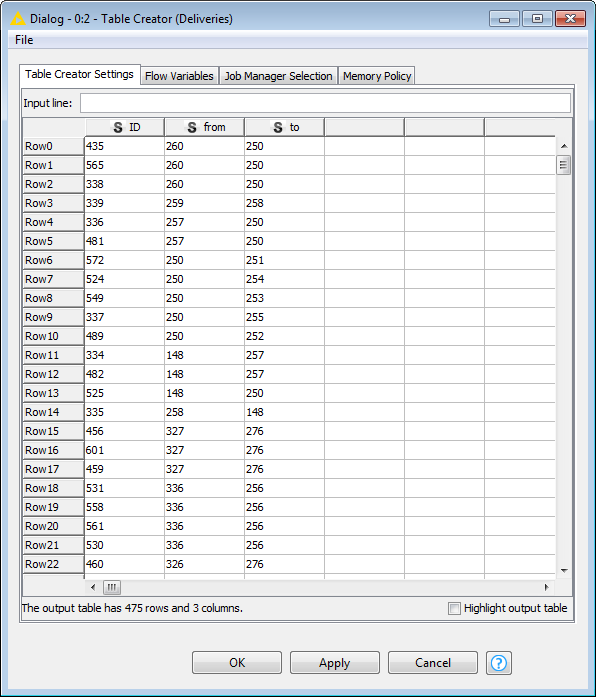 Dialog - 0:2 - Table Creator (Deliveries)
File
Table Creator Settings Flow Variables Job Manager Selection Memory Policy
Input line:
S ID S from S to
Row0 435 260 250
Row1 565 260 250
Row2 338 260 250
Row3 339 259 258
Row4 336 257 250
Row5 481 257 250
Row6 572 250 251
Row7 524 250 254
Row8 549 250 253
Row9 337 250 255
Row10 489 250 252
Row11 334 148 257
Row12 482 148 257
Row13 525 148 250
Row14 335 258 148
Row15 456 327 276
Row16 601 327 276
Row17 459 327 276
Row18 531 336 256
Row19 558 336 256
Row20 561 336 256
Row21 530 336 256
Row22 460 326 276
The output table has 475 rows and 3 columns. Highlight output table
OK Apply Cancel ?